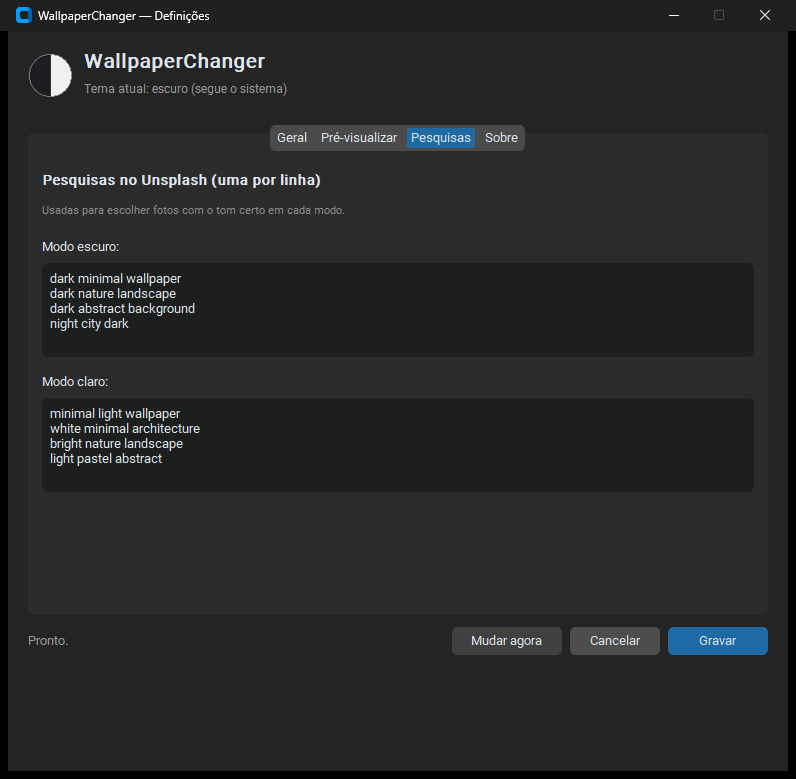 WallpaperChanger — Definições
WallpaperChanger
Tema atual: escuro (segue o sistema)
Geral Pré-visualizar Pesquisas Sobre
Pesquisas no Unsplash (uma por linha)
Usadas para escolher fotos com o tom certo em cada modo.
Modo escuro:
dark minimal wallpaper
dark nature landscape
dark abstract background
night city dark
Modo claro:
minimal light wallpaper
white minimal architecture
bright nature landscape
light pastel abstract
Pronto. Mudar agora Cancelar Gravar